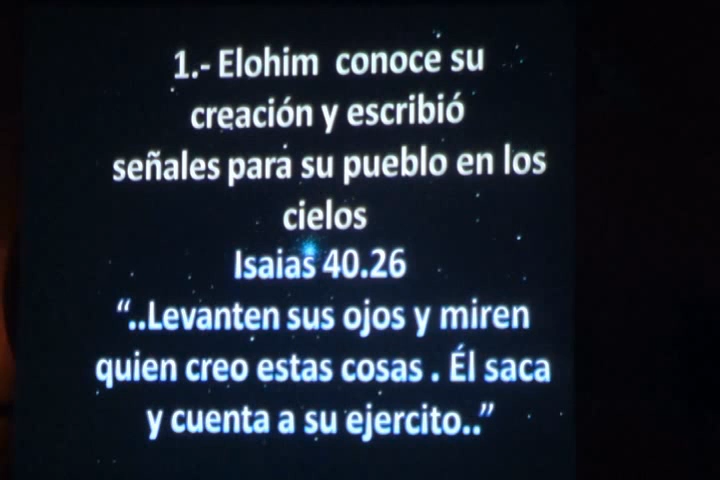 1.- Elohim conoce su
creación y escribió
señales para su pueblo en los
cielos
Isaias 40.26
“..Levanten sus ojos y miren
quien creo estas cosas . Él saca
y cuenta a su ejercito..”